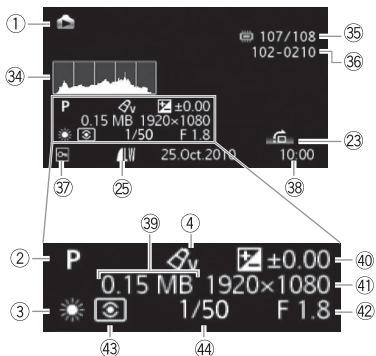 ①
㉞
107/108 ㉟
102-0210 ㊱
P V ±0.00
0.15 MB 1920×1080
1/50 F 1.8
㉓
LW 25.Oct.2010 10:00
㊲ ㉕ ㊳
㊴ ④
② P V ±0.00 ㊵
0.15 MB 1920×1080 ㊶
③ 1/50 F 1.8 ㊷
㊸ ㊹